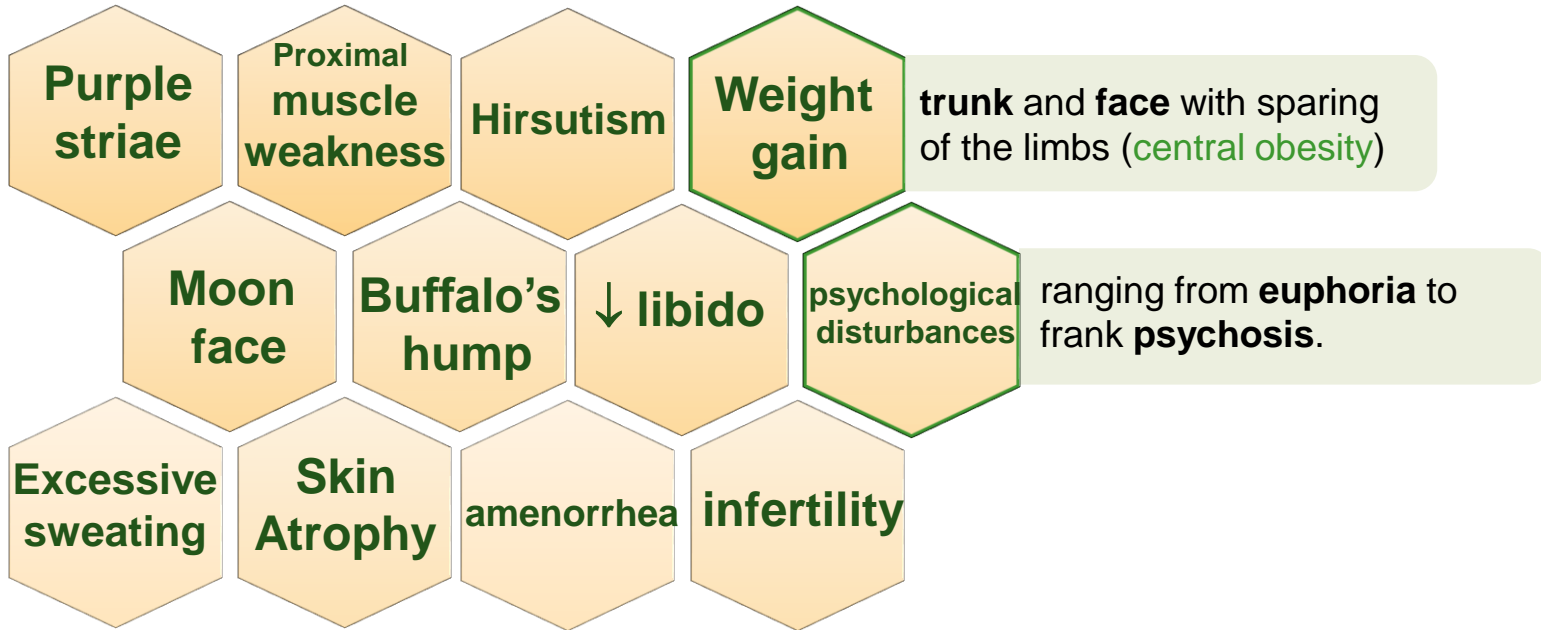 Purple
striae
Proximal
muscle
weakness
Hirsutism
Weight
gain
trunk and face with sparing
of the limbs (central obesity)
Moon
face
Buffalo’s
hump
↓ libido
psychological
disturbances
ranging from euphoria to
frank psychosis.
Excessive
sweating
Skin
Atrophy
amenorrhea
infertility